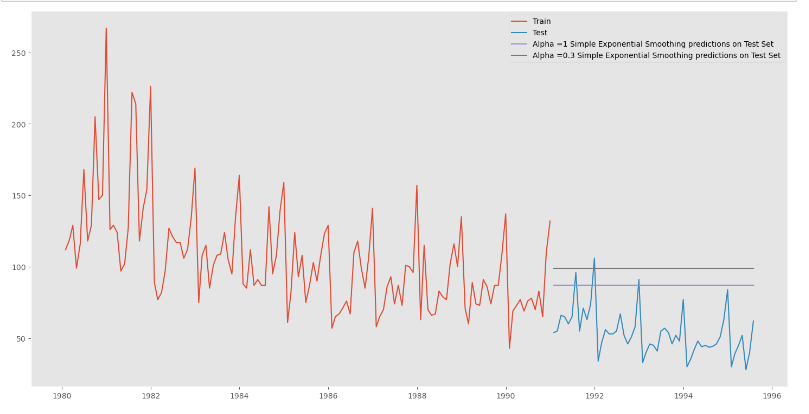 Train
Test
Alpha =1 Simple Exponential Smoothing predictions on Test Set
Alpha =0.3 Simple Exponential Smoothing predictions on Test Set
250
200
150
100
50
1980 1982 1984 1986 1988 1990 1992 1994 1996